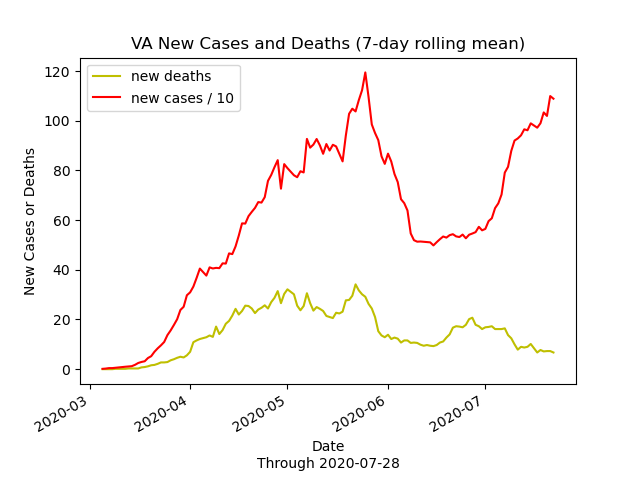 VA New Cases and Deaths (7-day rolling mean)
new deaths
new cases / 10
New Cases or Deaths
120
100
80
60
40
20
0
2020-03
2020-04
2020-05
2020-06
2020-07
Date
Through 2020-07-28